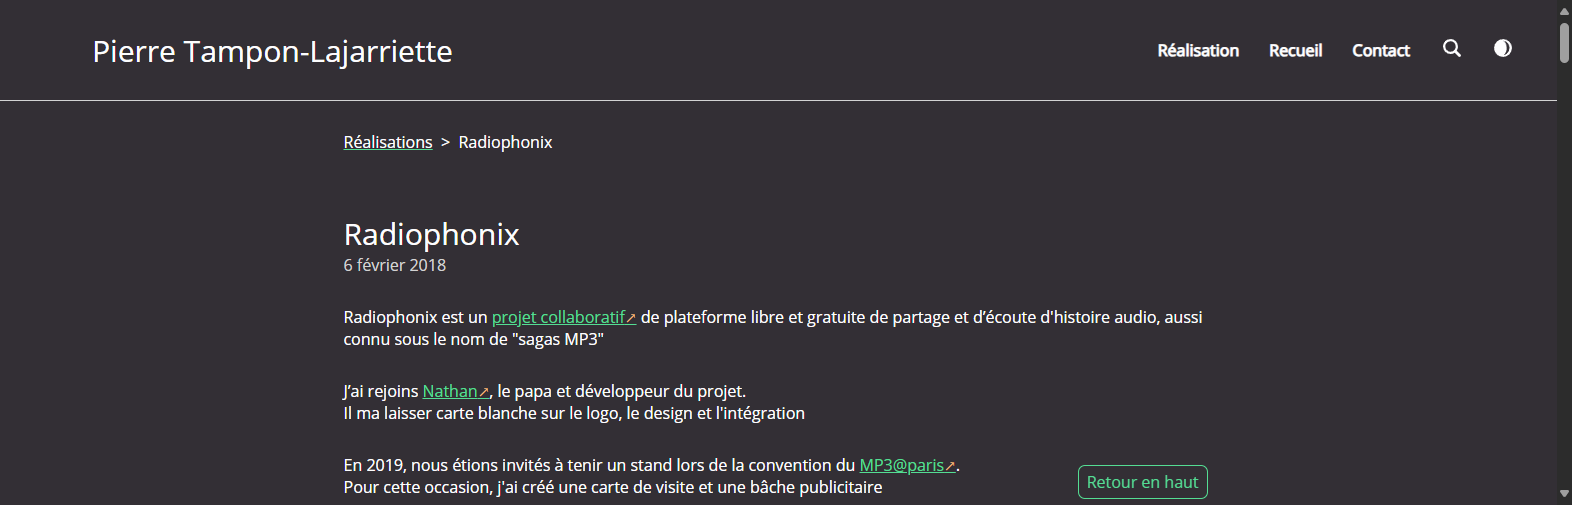 Pierre Tampon-Lajarriette
Réalisation Recueil Contact
Réalisations > Radiophonix
Radiophonix
6 février 2018
Radiophonix est un projet collaboratif↗ de plateforme libre et gratuite de partage et d’écoute d'histoire audio, aussi
connu sous le nom de "sagas MP3"
J’ai rejoins Nathan↗, le papa et développeur du projet.
Il ma laisser carte blanche sur le logo, le design et l'intégration
En 2019, nous étions invités à tenir un stand lors de la convention du MP3@paris↗.
Pour cette occasion, j'ai créé une carte de visite et une bâche publicitaire
Retour en haut